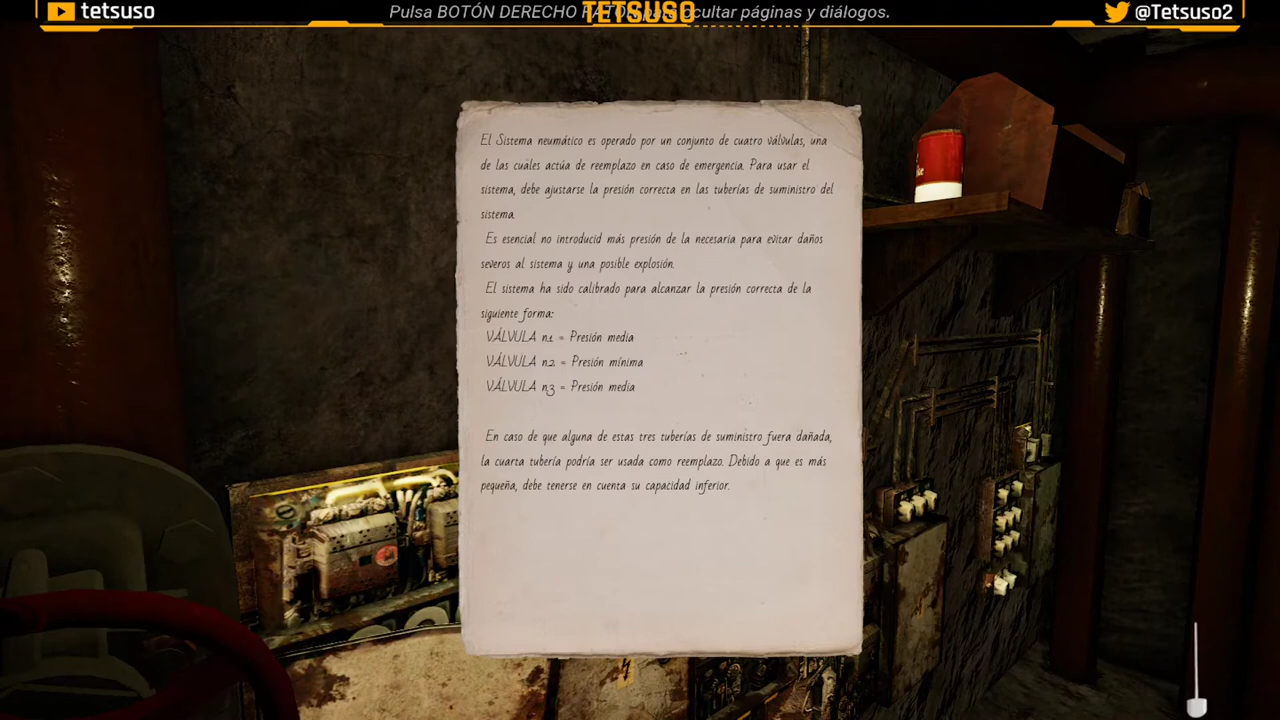 tetsuso
Pulsa BOTÓN DERECHO RATÓN para ocultar páginas y diálogos.
TETSUSO
@Tetsuso2
El Sistema neumático es operado por un conjunto de cuatro válvulas, una
de las cuáles actúa de reemplazo en caso de emergencia. Para usar el
sistema, debe ajustarse la presión correcta en las tuberías de suministro del
sistema.
Es esencial no introducid más presión de la necesaria para evitar daños
severos al sistema y una posible explosión.
El sistema ha sido calibrado para alcanzar la presión correcta de la
siguiente forma:
VÁLVULA n1 = Presión media
VÁLVULA n2 = Presión mínima
VÁLVULA n3 = Presión media
En caso de que alguna de estas tres tuberías de suministro fuera dañada,
la cuarta tubería podría ser usada como reemplazo. Debido a que es más
pequeña, debe tenerse en cuenta su capacidad inferior.